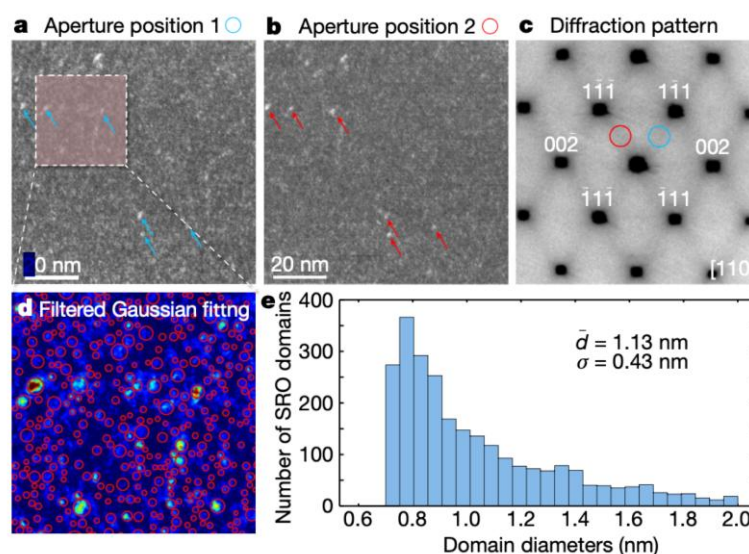 a Aperture position 1
b Aperture position 2
c Diffraction pattern
0 nm
20 nm
11̄1̄
11̄1
002̄
002
1̄11̄
1̄11
[110
d Filtered Gaussian fittng
e
Number of SRO domains
400
300
200
100
0
d̄ = 1.13 nm
σ = 0.43 nm
0.6 0.8 1.0 1.2 1.4 1.6 1.8 2.0
Domain diameters (nm)